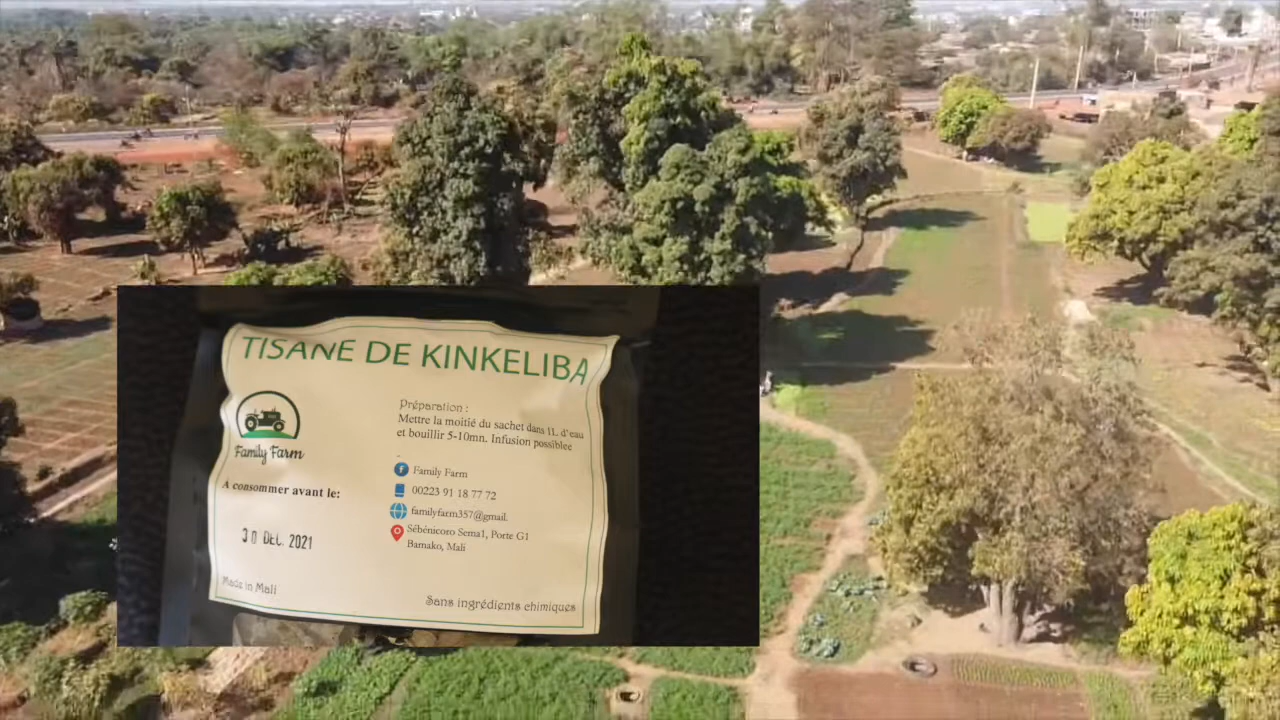 TISANE DE KINKELIBA
Family Farm
À consommer avant le:
30 DEC. 2021
Made in Mali
Préparation :
Mettre la moitié du sachet dans 1L d'eau
et bouillir 5-10mn. Infusion possiblee
Family Farm
00223 91 18 77 72
familyfarm357@gmail.
Sébénicoro Sema1, Porte G1
Bamako, Mali
Sans ingrédients chimiques